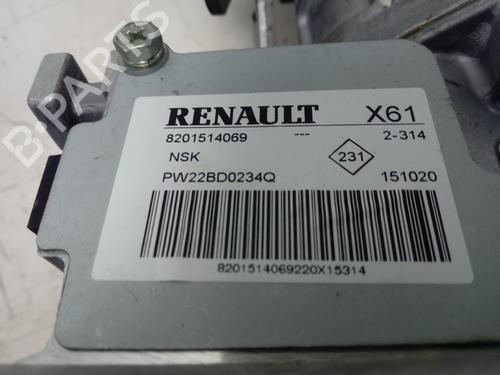 RENAULT X61
8201514069 --- 2-314
NSK 231
PW22BD0234Q 151020
8201514069220X15314
B-PARTS